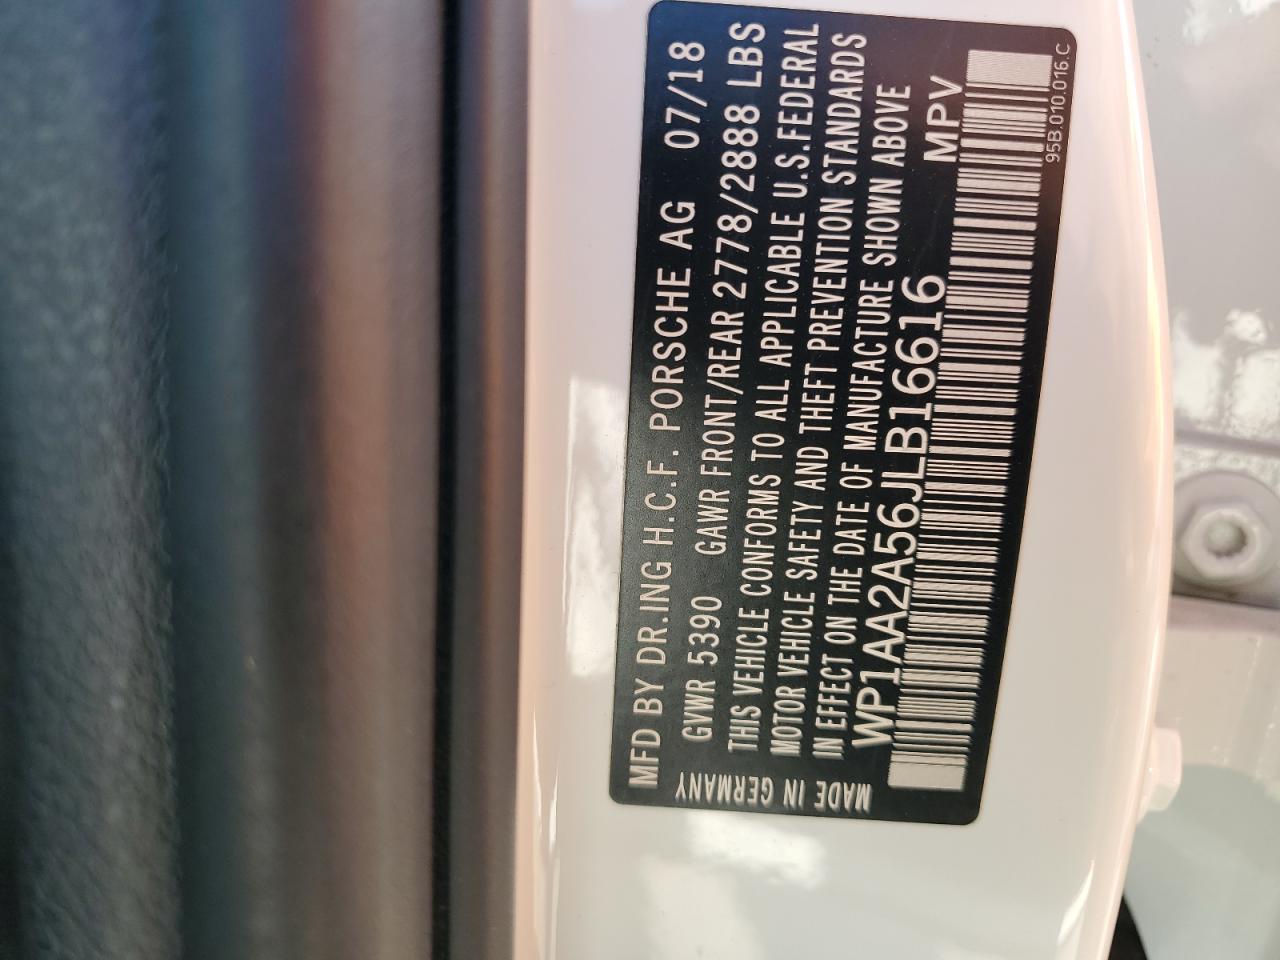 MFD BY DR.ING H.C.F. PORSCHE AG 07/18
GVWR 5390 GAWR FRONT/REAR 2778/2888 LBS
THIS VEHICLE CONFORMS TO ALL APPLICABLE U.S.FEDERAL
MOTOR VEHICLE SAFETY AND THEFT PREVENTION STANDARDS
IN EFFECT ON THE DATE OF MANUFACTURE SHOWN ABOVE
WP1AA2A56JLB16616 MPV
MADE IN GERMANY
95B.010.016.C